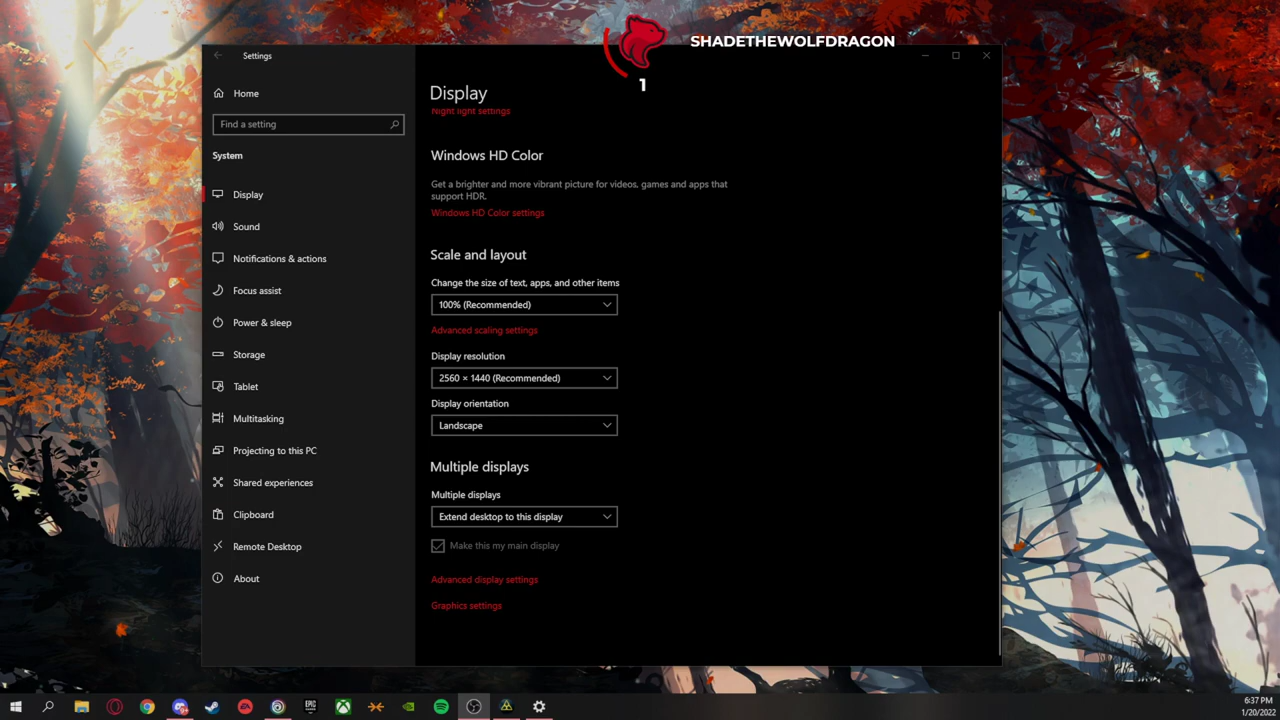 SHADETHEWOLFDRAGON
1
Settings
Home
Find a setting
System
Display
Sound
Notifications & actions
Focus assist
Power & sleep
Storage
Tablet
Multitasking
Projecting to this PC
Shared experiences
Clipboard
Remote Desktop
About
Display
Night light settings
Windows HD Color
Get a brighter and more vibrant picture for videos, games and apps that
support HDR.
Windows HD Color settings
Scale and layout
Change the size of text, apps, and other items
100% (Recommended)
Advanced scaling settings
Display resolution
2560 × 1440 (Recommended)
Display orientation
Landscape
Multiple displays
Multiple displays
Extend desktop to this display
Make this my main display
Advanced display settings
Graphics settings
EPIC
6:37 PM
1/20/2022